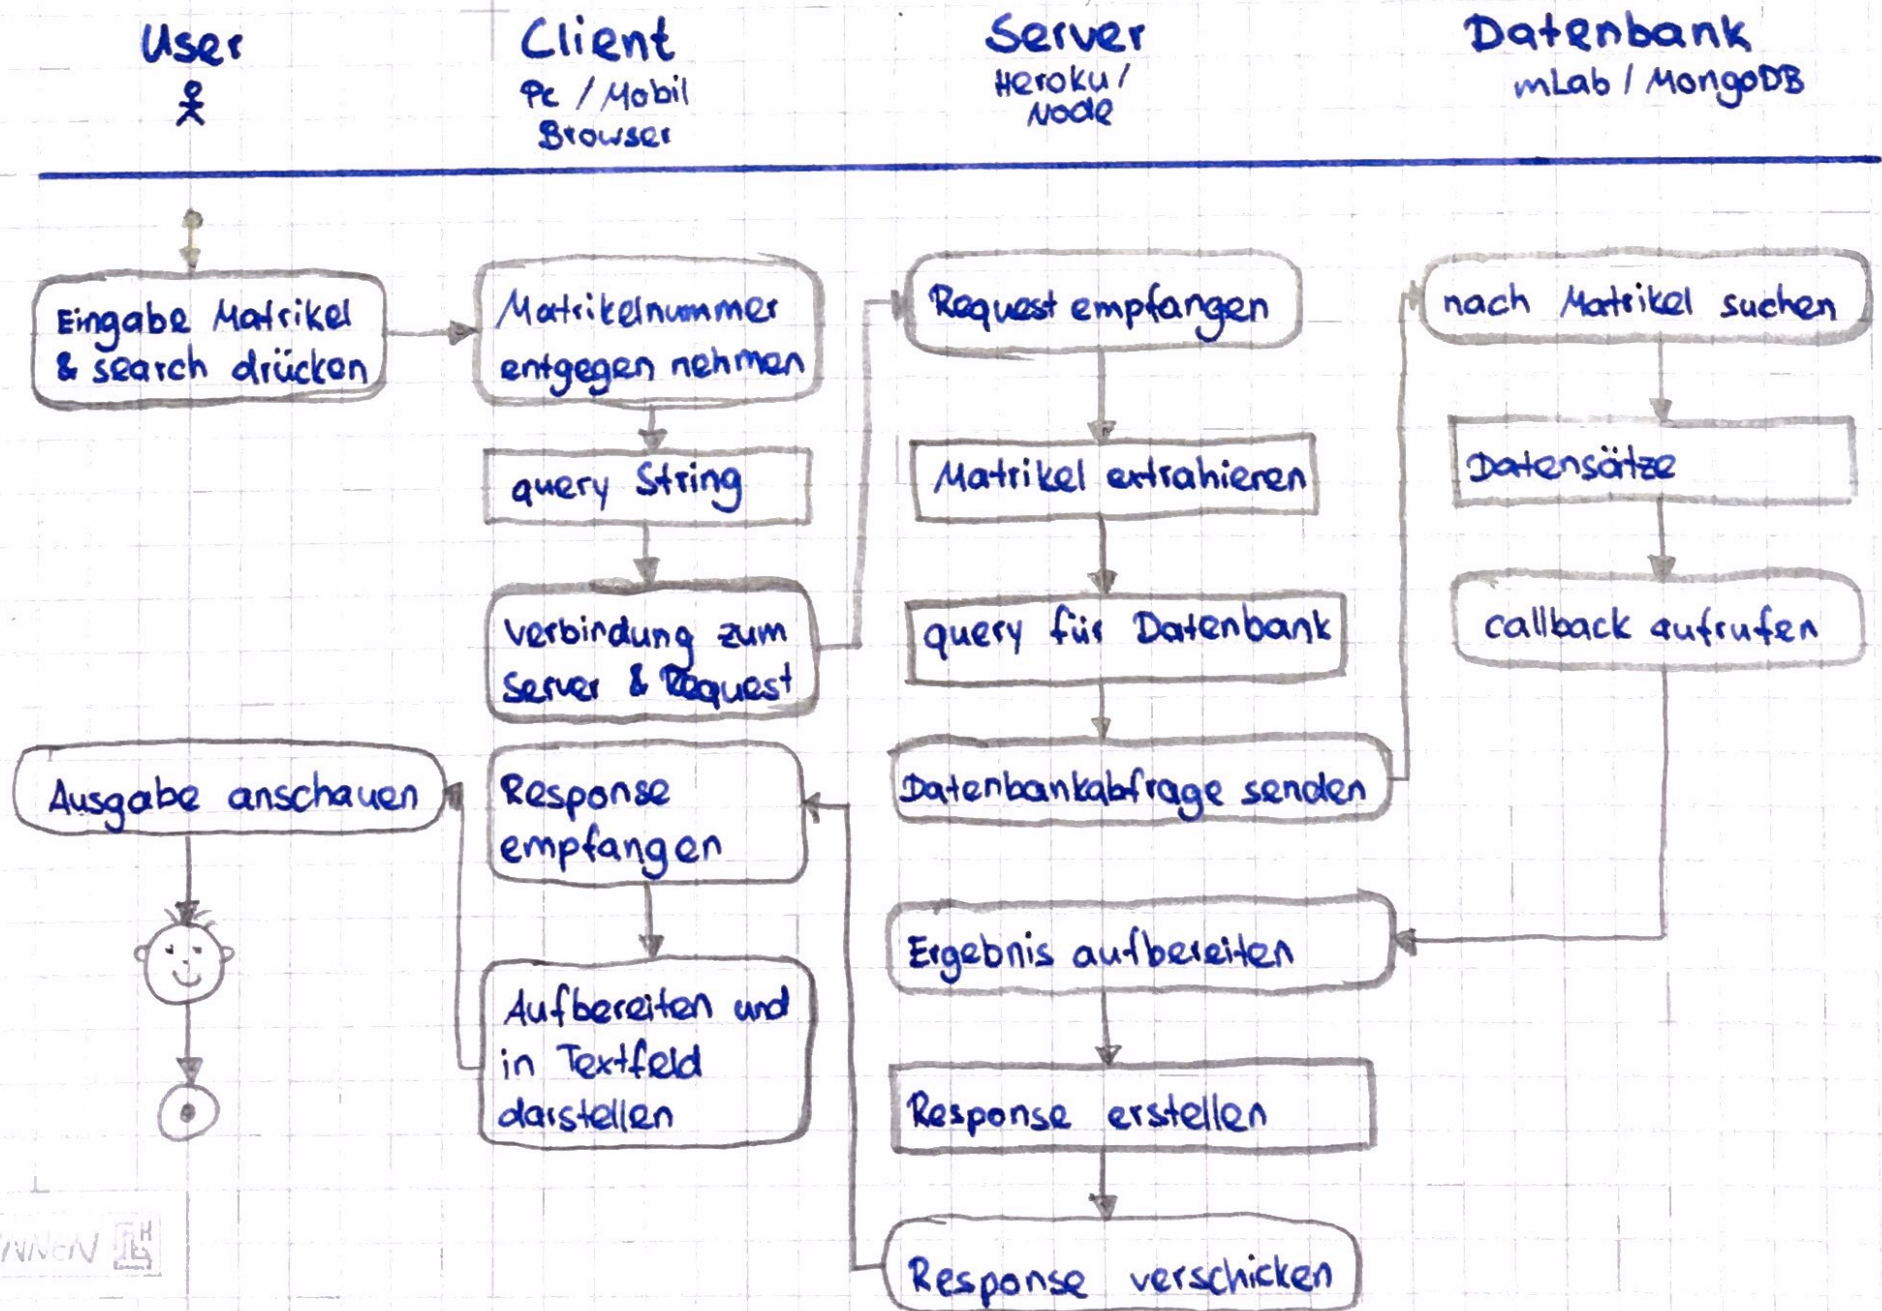 User
Client
Pc / Mobil
Browser
Server
Heroku/
Node
Datenbank
mLab / MongoDB
Eingabe Matrikel
& search drücken
Matrikelnummer
entgegen nehmen
query String
Verbindung zum
Server & Request
Request empfangen
Matrikel extrahieren
query für Datenbank
Datenbankabfrage senden
nach Matrikel suchen
Datensätze
callback aufrufen
Ergebnis aufbereiten
Response erstellen
Response verschicken
Response
empfangen
Aufbereiten und
in Textfeld
darstellen
Ausgabe anschauen